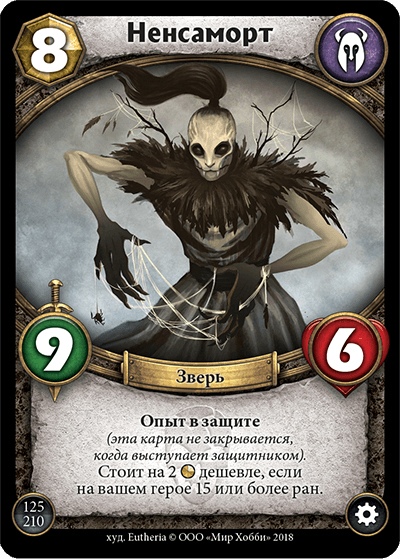 8
Ненсаморт
9
6
Зверь
Опыт в защите
(эта карта не закрывается,
когда выступает защитником).
Стоит на 2 дешевле, если
на вашем герое 15 или более ран.
125
210
худ. Eutheria © ООО «Мир Хобби» 2018